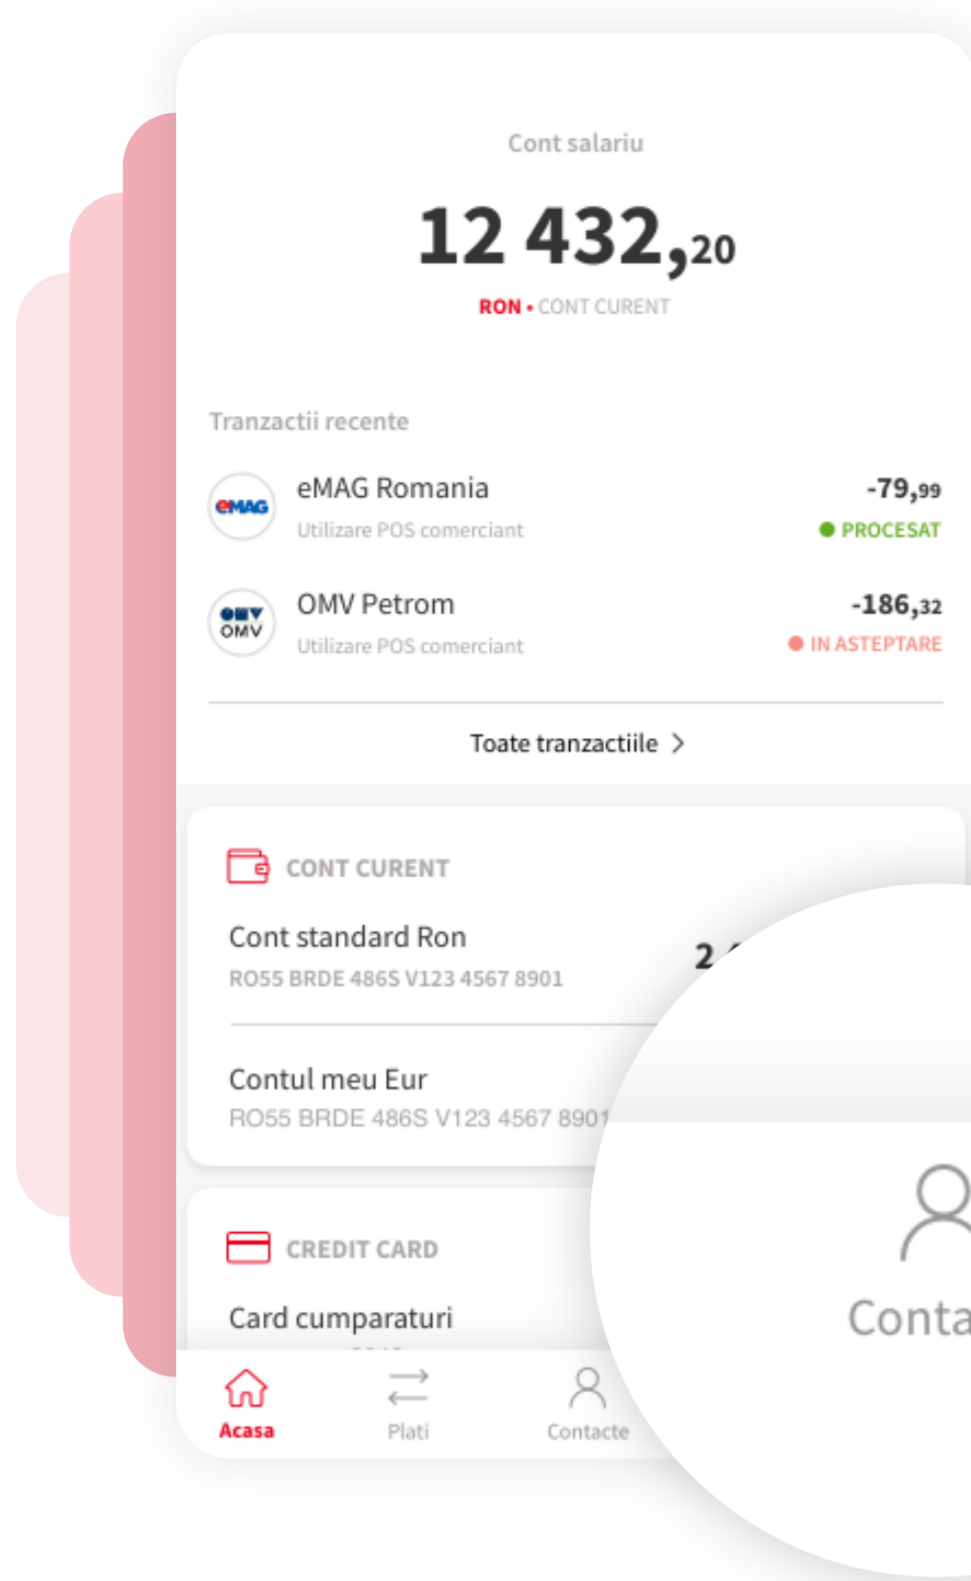 Cont salariu
12 432,20
RON • CONT CURENT
Tranzactii recente
eMAG
eMAG Romania
-79,99
Utilizare POS comerciant
PROCESAT
OMV
OMV
OMV Petrom
-186,32
Utilizare POS comerciant
IN ASTEPTARE
Toate tranzactiile >
CONT CURENT
Cont standard Ron
2
RO55 BRDE 486S V123 4567 8901
Contul meu Eur
RO55 BRDE 486S V123 4567 8901
CREDIT CARD
Card cumparaturi
Conta
Acasa
Plati
Contacte